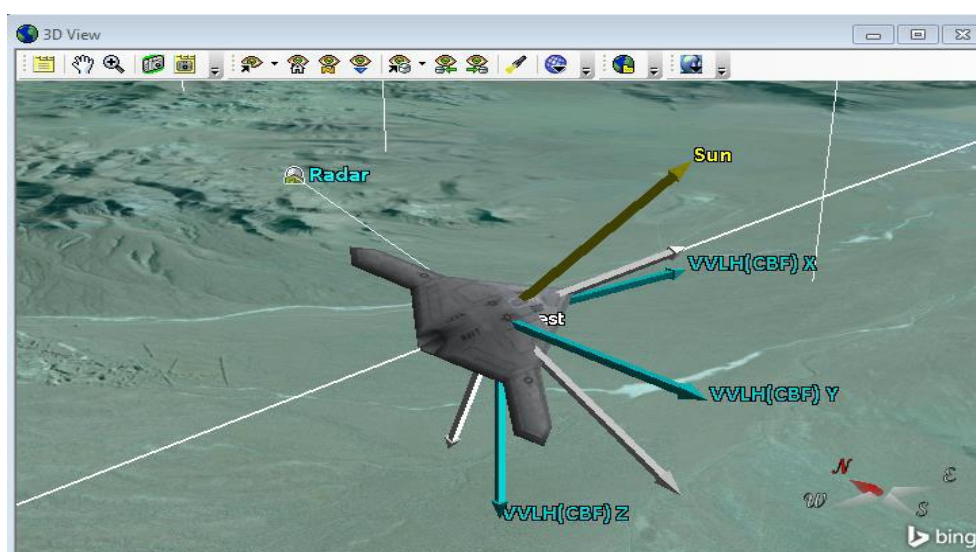 3D View
Radar
Sun
VVLH(CBF) X
est
VVLH(CBF) Y
VVLH(CBF) Z
N
E
W
S
bing